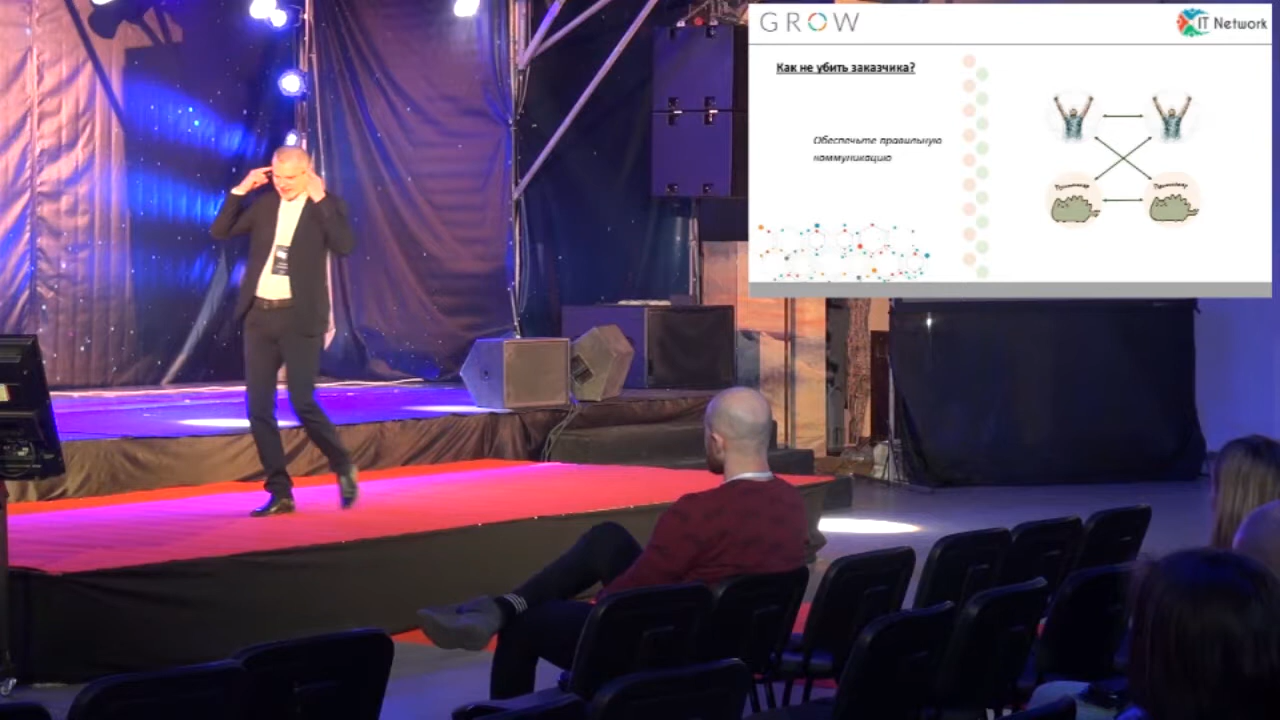 GROW
IT Network
Как не убить заказчика?
Обеспечьте правильную
коммуникацию